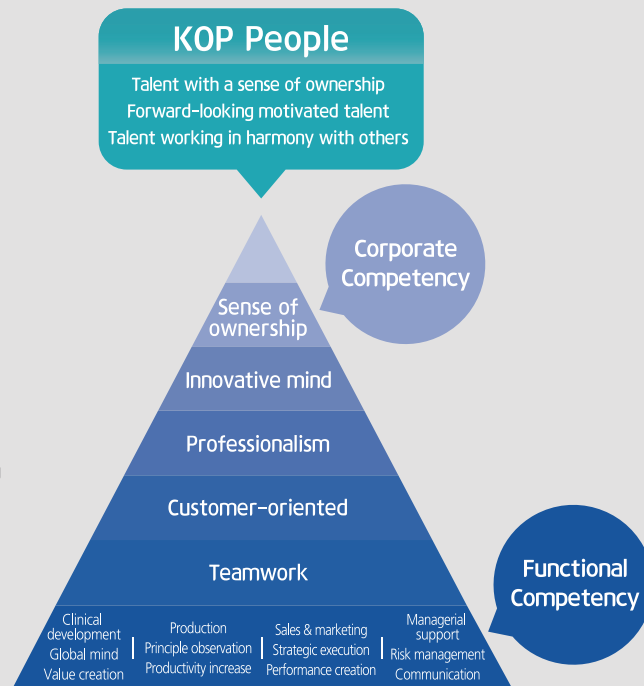 KOP People
Talent with a sense of ownership
Forward-looking motivated talent
Talent working in harmony with others
Corporate
Competency
Sense of
ownership
Innovative mind
Professionalism
Customer-oriented
Teamwork
Functional
Competency
Clinical
development
Global mind
Value creation
Production
Principle observation
Productivity increase
Sales & marketing
Strategic execution
Performance creation
Managerial
support
Risk management
Communication